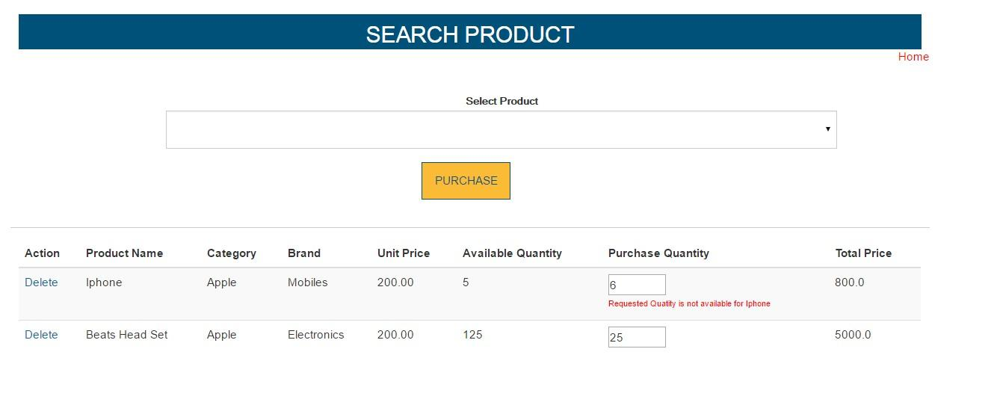 SEARCH PRODUCT
Home
Select Product
PURCHASE
Action Product Name Category Brand Unit Price Available Quantity Purchase Quantity Total Price
Delete Iphone Apple Mobiles 200.00 5 6 800.0
Requested Quatity is not available for Iphone
Delete Beats Head Set Apple Electronics 200.00 125 25 5000.0